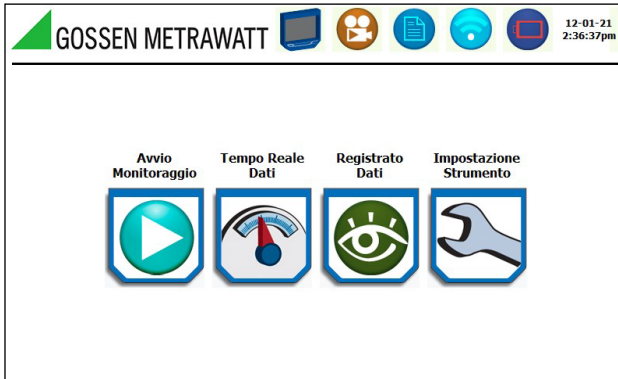 GOSSEN METRAWATT
12-01-21
2:36:37pm
Avvio
Monitoraggio
Tempo Reale
Dati
Registrato
Dati
Impostazione
Strumento